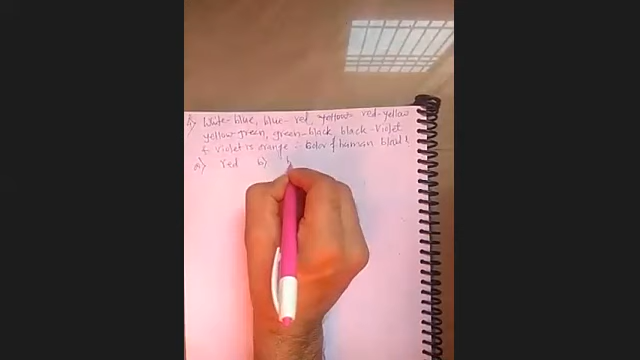 4) White-blue, blue-red, yellow- red-yellow
yellow-green, green-black black-violet
& violet is orange = color of human blood
a) red b)